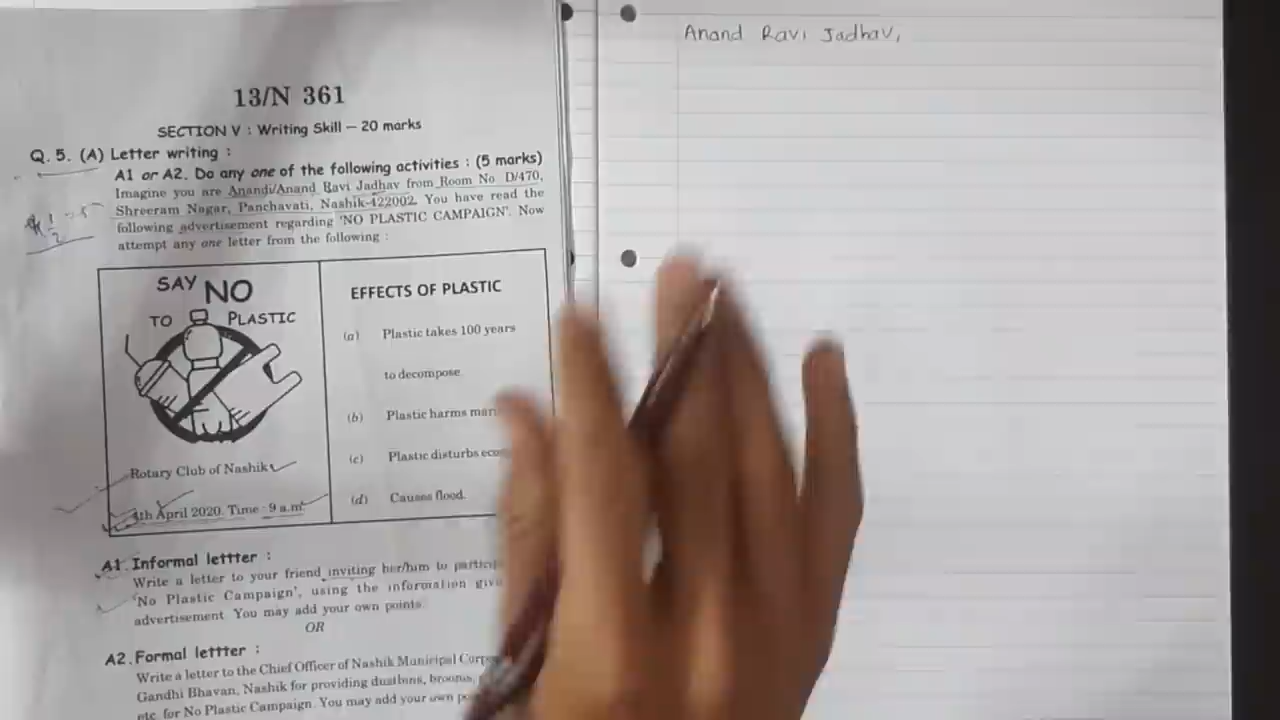 Anand Ravi Jadhav,
13/N 361
SECTION V : Writing Skill – 20 marks
Q. 5. (A) Letter writing :
A1 or A2. Do any one of the following activities : (5 marks)
Imagine you are Anandi/Anand Ravi Jadhav from Room No. D/470,
Shreeram Nagar, Panchavati, Nashik-422002. You have read the
following advertisement regarding 'NO PLASTIC CAMPAIGN'. Now
attempt any one letter from the following :
SAY NO
TO PLASTIC
Rotary Club of Nashik
4th April 2020. Time : 9 a.m.
EFFECTS OF PLASTIC
(a) Plastic takes 100 years
to decompose.
(b) Plastic harms
(c) Plastic disturbs
(d) Causes flood.
A1. Informal lettter :
Write a letter to your friend inviting her/him to
'No Plastic Campaign', using the information
advertisement. You may add your own points.
OR
A2. Formal lettter :
Write a letter to the Chief Officer of Nashik Municipal
Gandhi Bhavan, Nashik for providing dustbins, brooms,
etc. for No Plastic Campaign. You may add your own